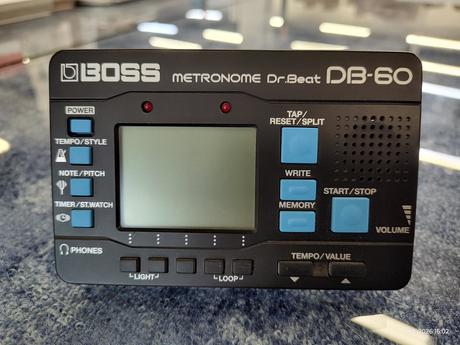 BOSS METRONOME Dr.Beat DB-60
POWER
TAP/
RESET/SPLIT
TEMPO/STYLE
NOTE/PITCH
WRITE
START/STOP
TIMER/ST.WATCH
MEMORY
VOLUME
PHONES
TEMPO/VALUE
LIGHT
LOOP